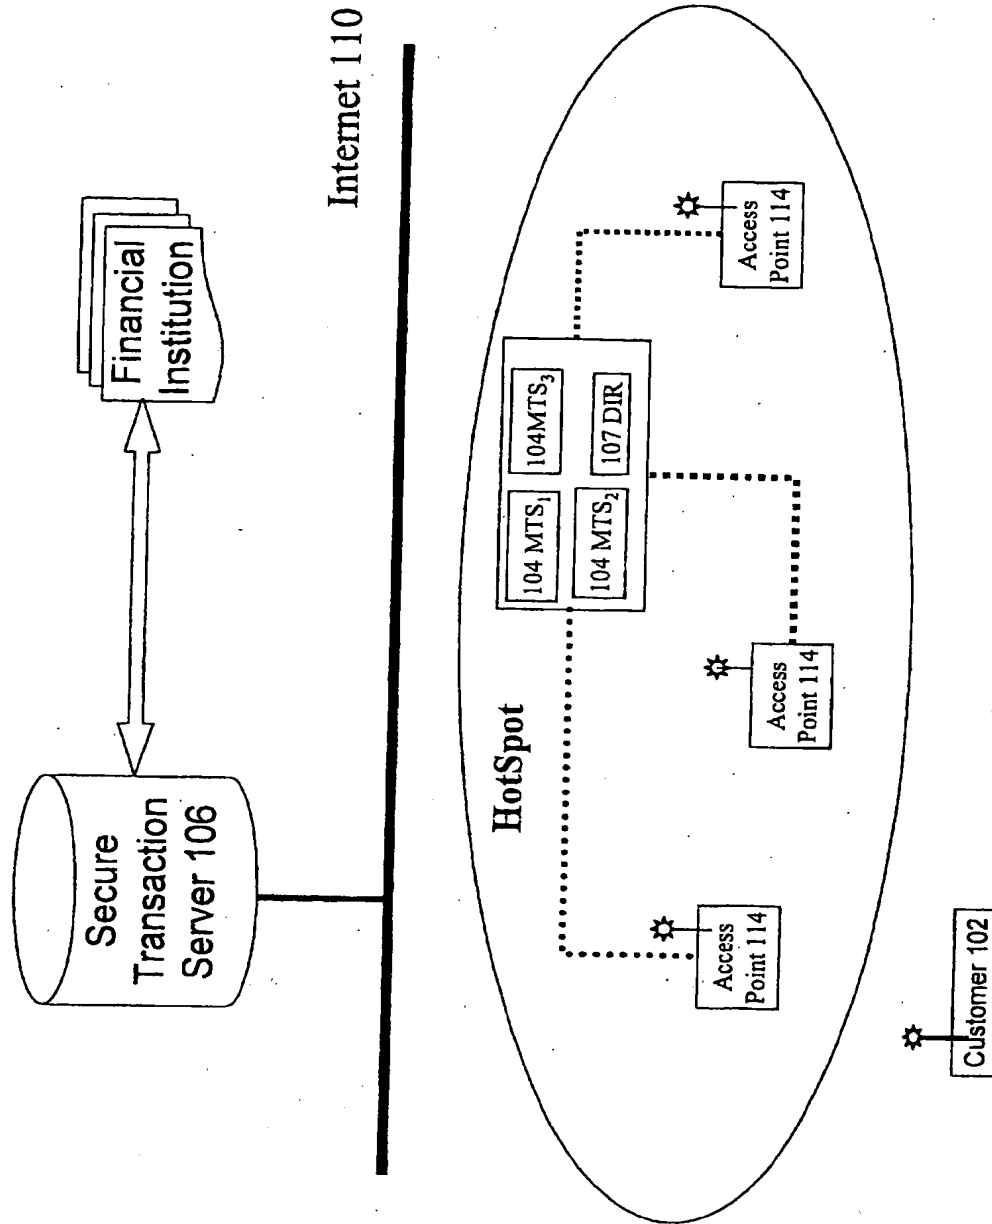 Secure
Transaction
Server 106
Financial
Institution
Internet 110
HotSpot
104 MTS₁
104MTS₃
104 MTS₂
107 DIR
Access
Point 114
Access
Point 114
Access
Point 114
Customer 102